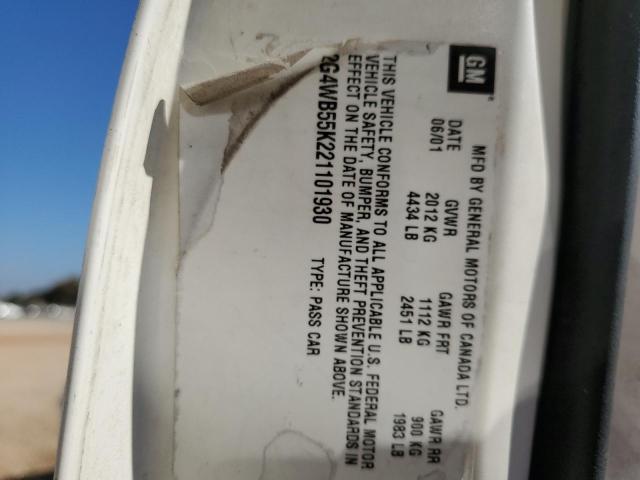 GM
MFD BY GENERAL MOTORS OF CANADA LTD.
DATE GVWR GAWR FRT GAWR RR
06/01 2012 KG 1112 KG 900 KG
4434 LB 2451 LB 1983 LB
THIS VEHICLE CONFORMS TO ALL APPLICABLE U.S. FEDERAL MOTOR
VEHICLE SAFETY, BUMPER, AND THEFT PREVENTION STANDARDS IN
EFFECT ON THE DATE OF MANUFACTURE SHOWN ABOVE.
2G4WB55K221101930 TYPE: PASS CAR